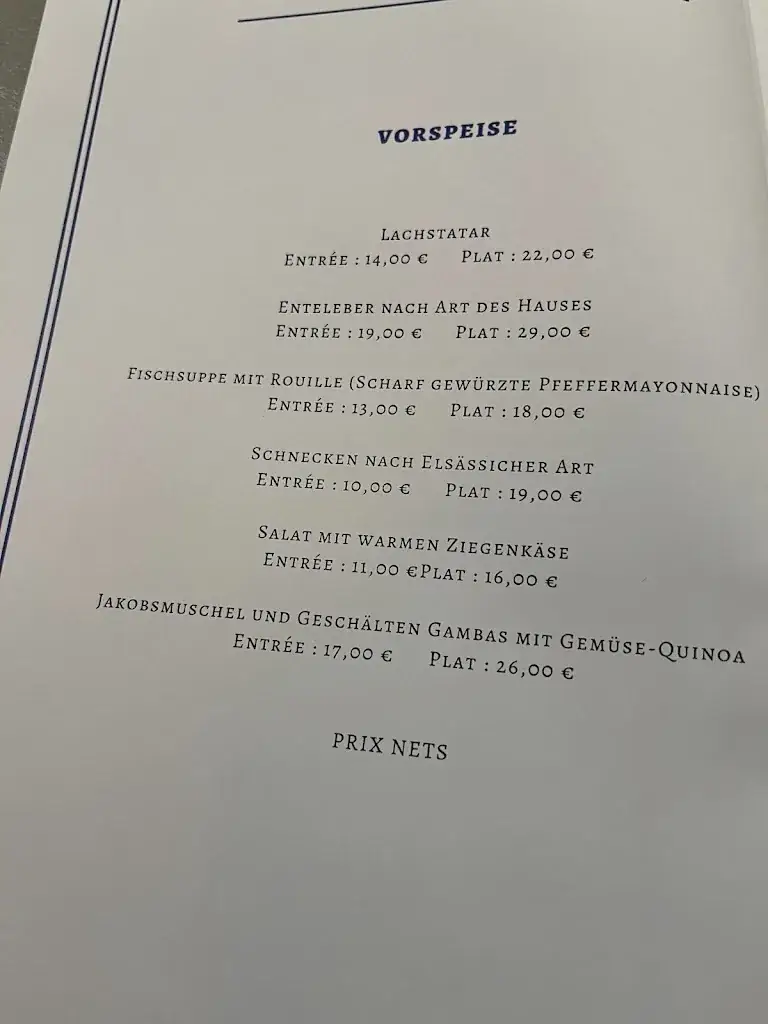 VORSPEISE
LACHSTATAR
ENTRÉE : 14,00 € PLAT : 22,00 €
ENTELEBER NACH ART DES HAUSES
ENTRÉE : 19,00 € PLAT : 29,00 €
FISCHSUPPE MIT ROUILLE (SCHARF GEWÜRZTE PFEFFERMAYONNAISE)
ENTRÉE : 13,00 € PLAT : 18,00 €
SCHNECKEN NACH ELSÄSSICHER ART
ENTRÉE : 10,00 € PLAT : 19,00 €
SALAT MIT WARMEN ZIEGENKÄSE
ENTRÉE : 11,00 €PLAT : 16,00 €
JAKOBSMUSCHEL UND GESCHÄLTEN GAMBAS MIT GEMÜSE-QUINOA
ENTRÉE : 17,00 € PLAT : 26,00 €
PRIX NETS